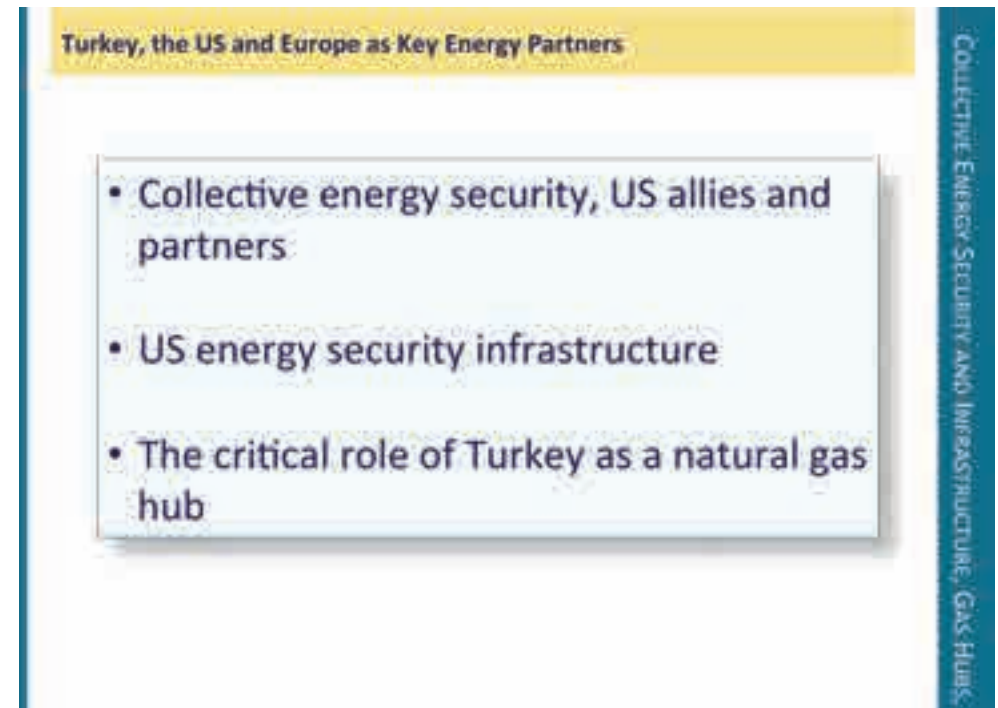 Turkey, the US and Europe as Key Energy Partners
• Collective energy security, US allies and
partners
• US energy security infrastructure
• The critical role of Turkey as a natural gas
hub
COLLECTIVE ENERGY SECURITY AND INFRASTRUCTURE, GAS HUBS: